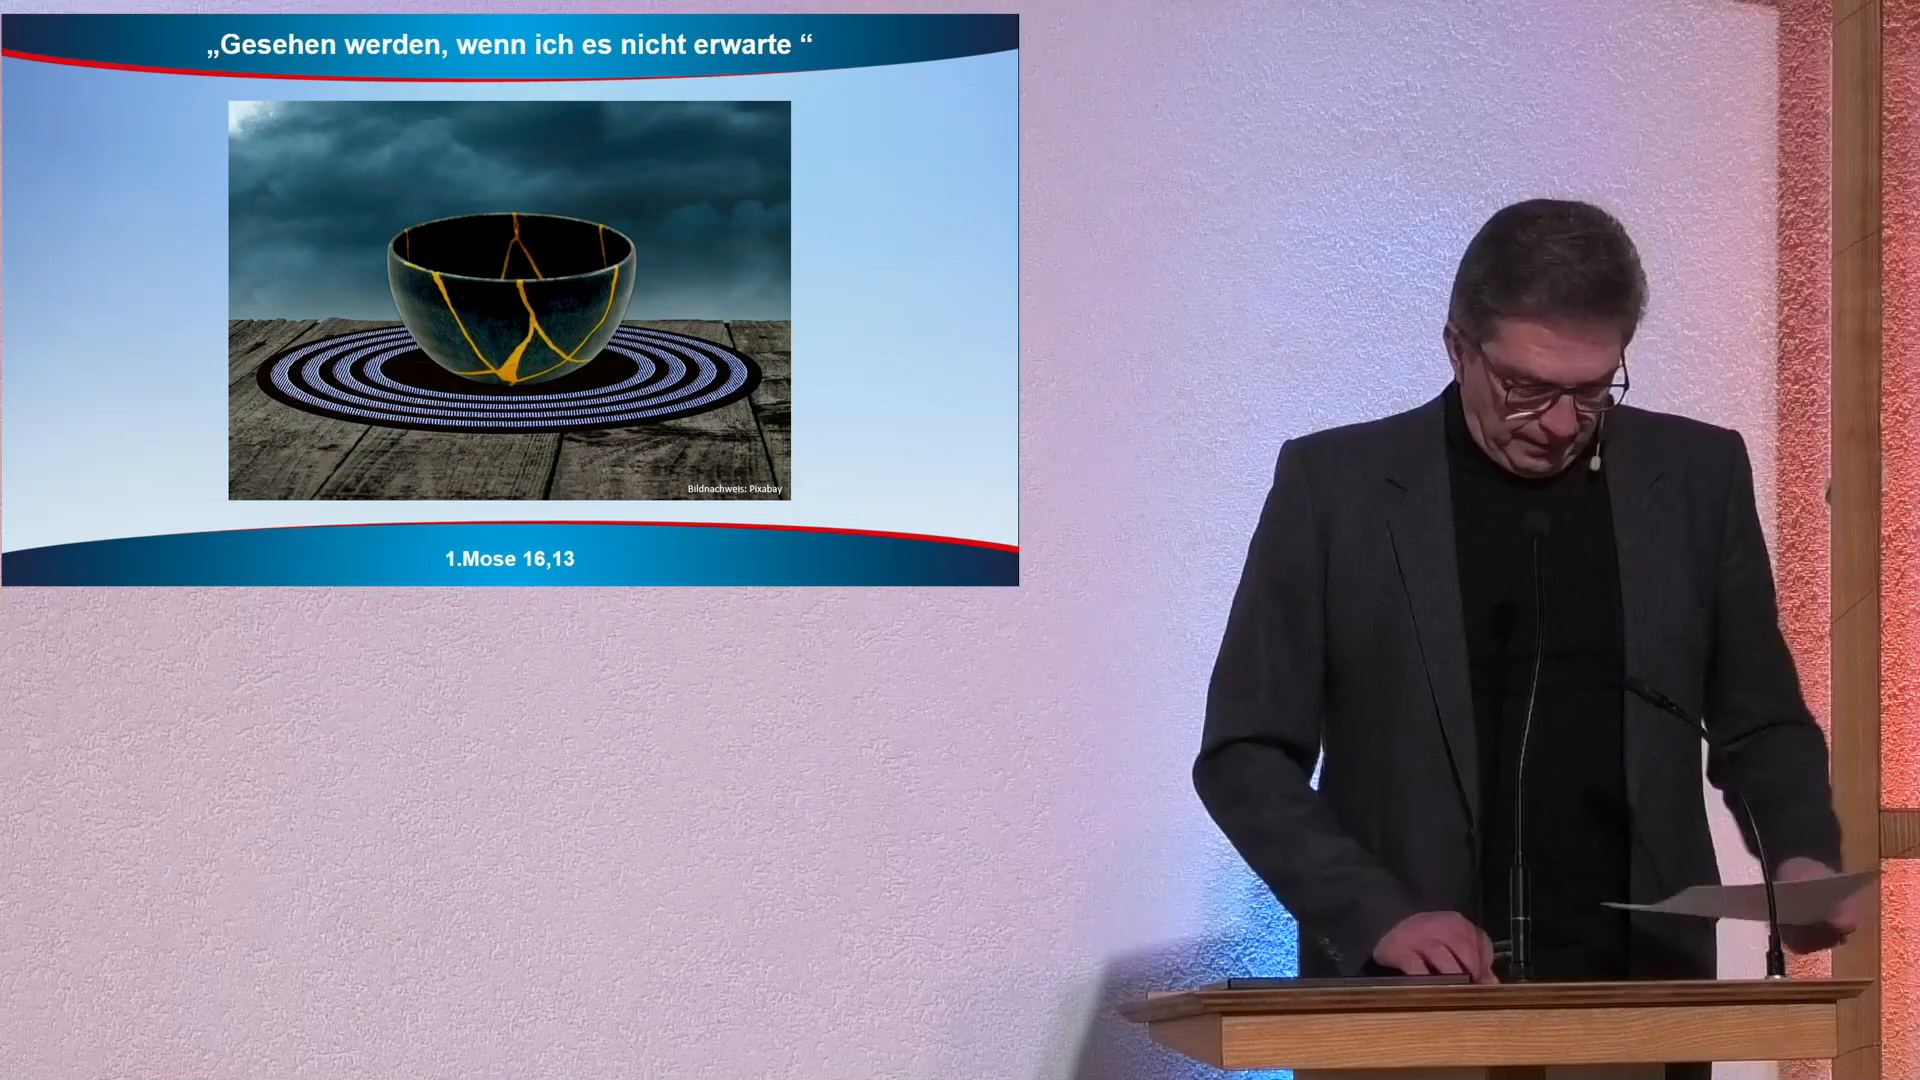 „Gesehen werden, wenn ich es nicht erwarte “
Bildnachweis: Pixabay
1.Mose 16,13